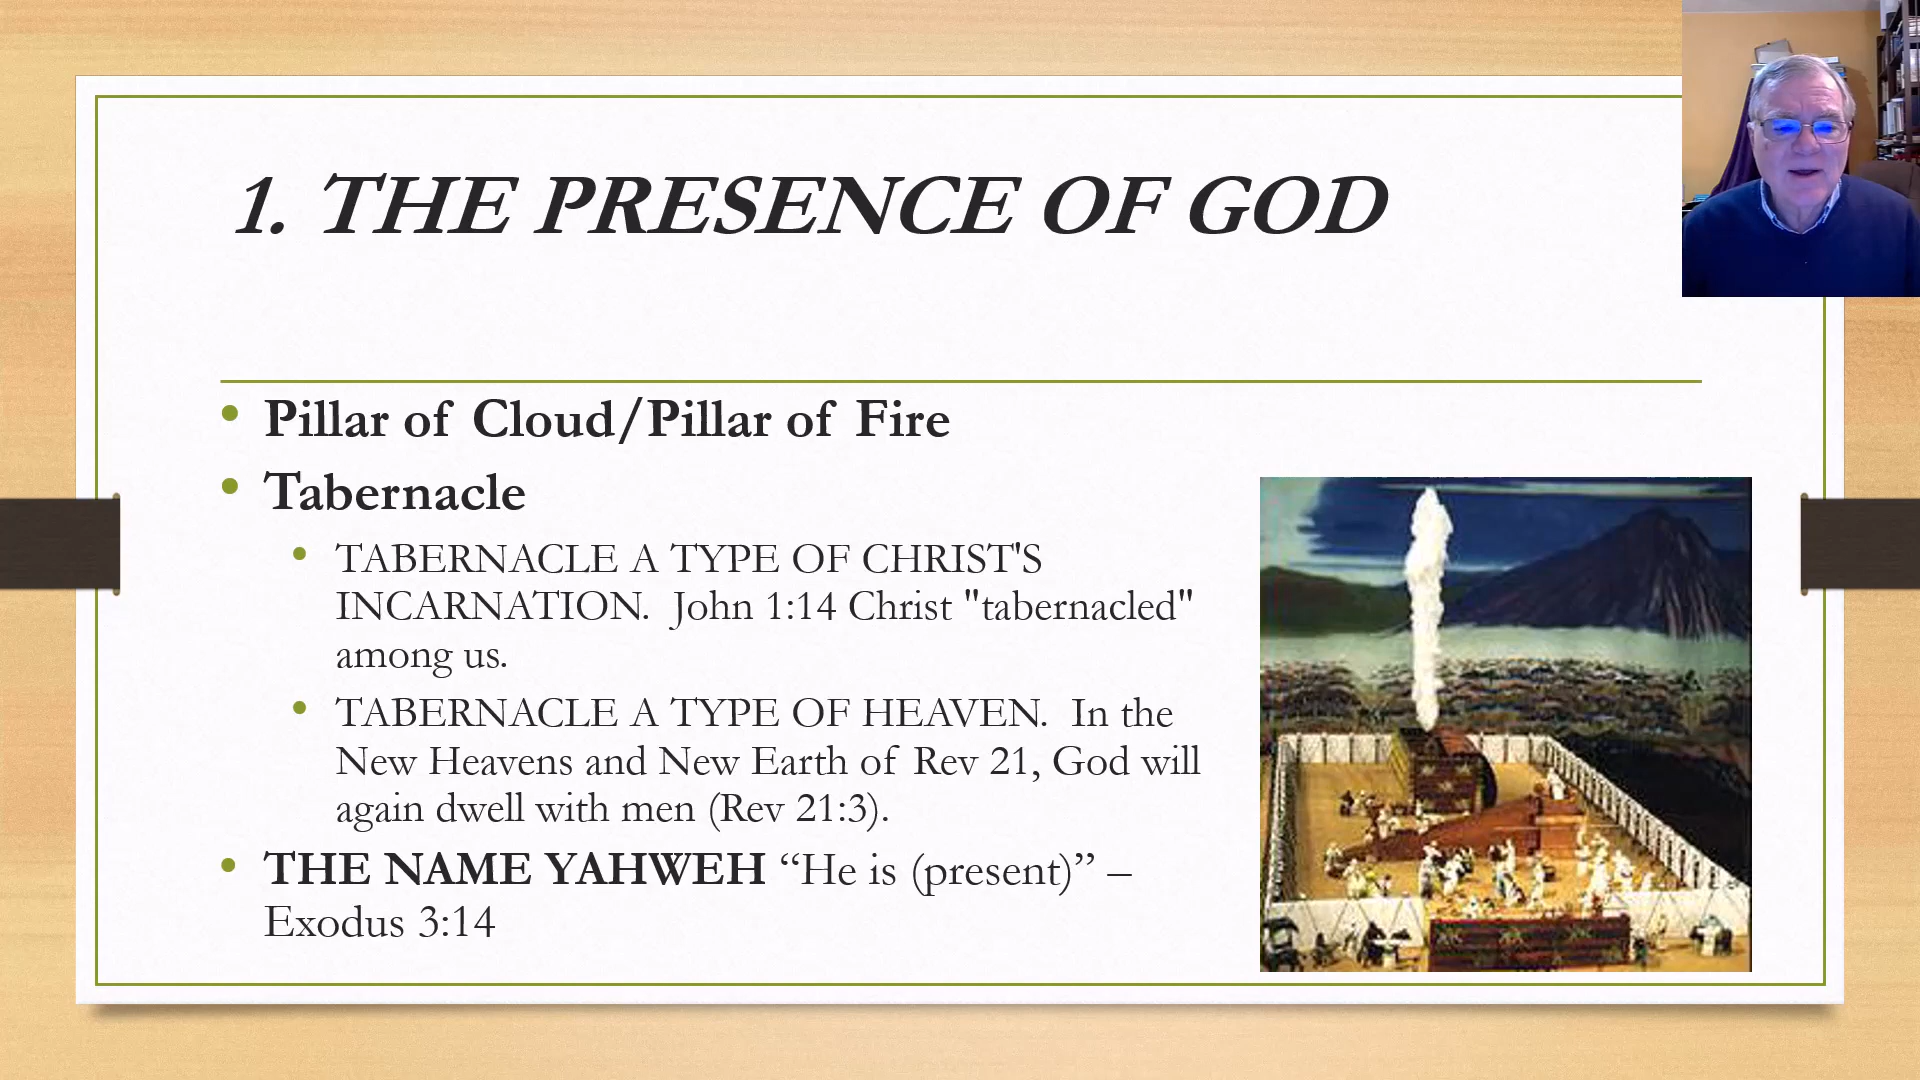 1. THE PRESENCE OF GOD
• Pillar of Cloud/Pillar of Fire
• Tabernacle
• TABERNACLE A TYPE OF CHRIST'S
INCARNATION.  John 1:14 Christ "tabernacled"
among us.
• TABERNACLE A TYPE OF HEAVEN.  In the
New Heavens and New Earth of Rev 21, God will
again dwell with men (Rev 21:3).
• THE NAME YAHWEH “He is (present)” –
Exodus 3:14